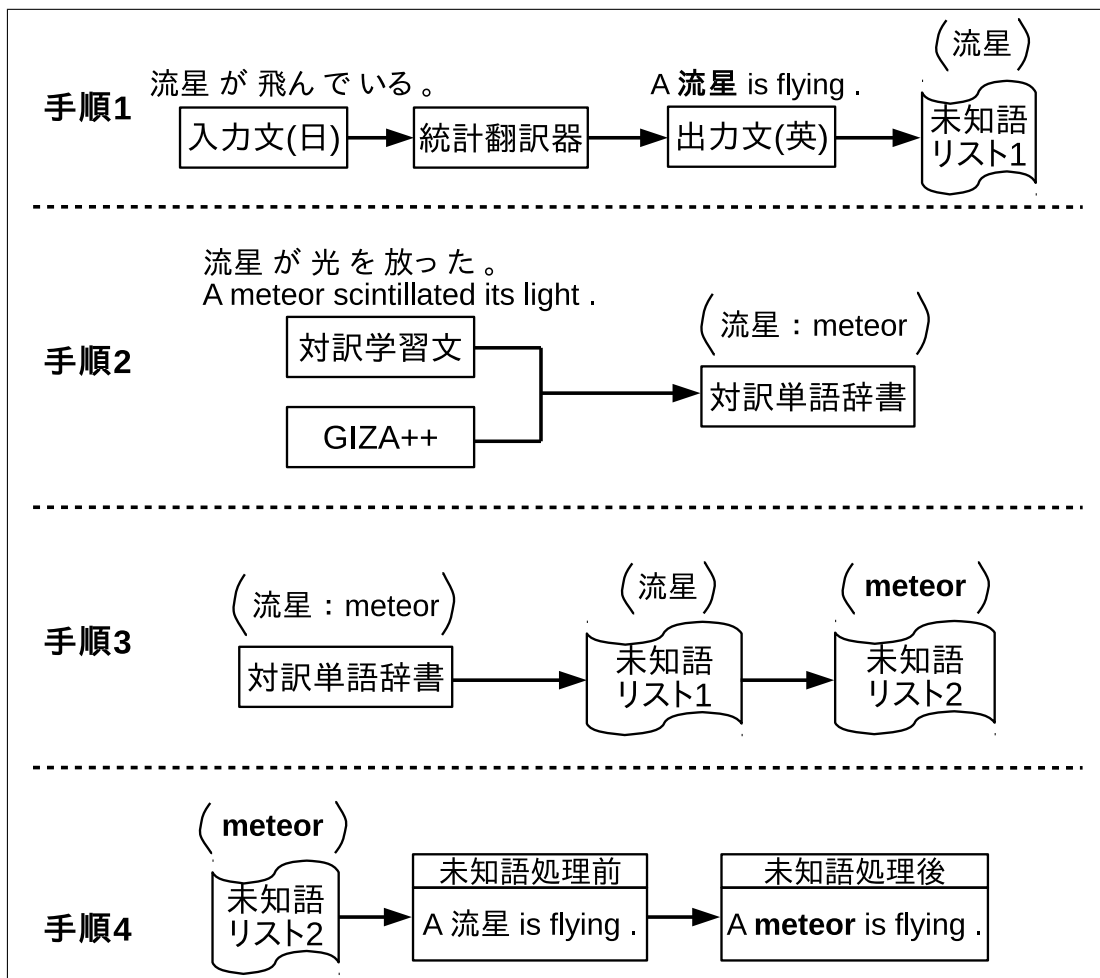 (流星)
流星 が 飛ん で いる 。
A 流星 is flying .
手順1
入力文(日)
統計翻訳器
出力文(英)
未知語
リスト1
流星 が 光 を 放っ た 。
A meteor scintillated its light .
(流星 : meteor)
手順2
対訳学習文
対訳単語辞書
GIZA++
(流星 : meteor)
(流星)
(meteor)
手順3
対訳単語辞書
未知語
リスト1
未知語
リスト2
(meteor)
手順4
未知語
リスト2
未知語処理前
A 流星 is flying .
未知語処理後
A meteor is flying .